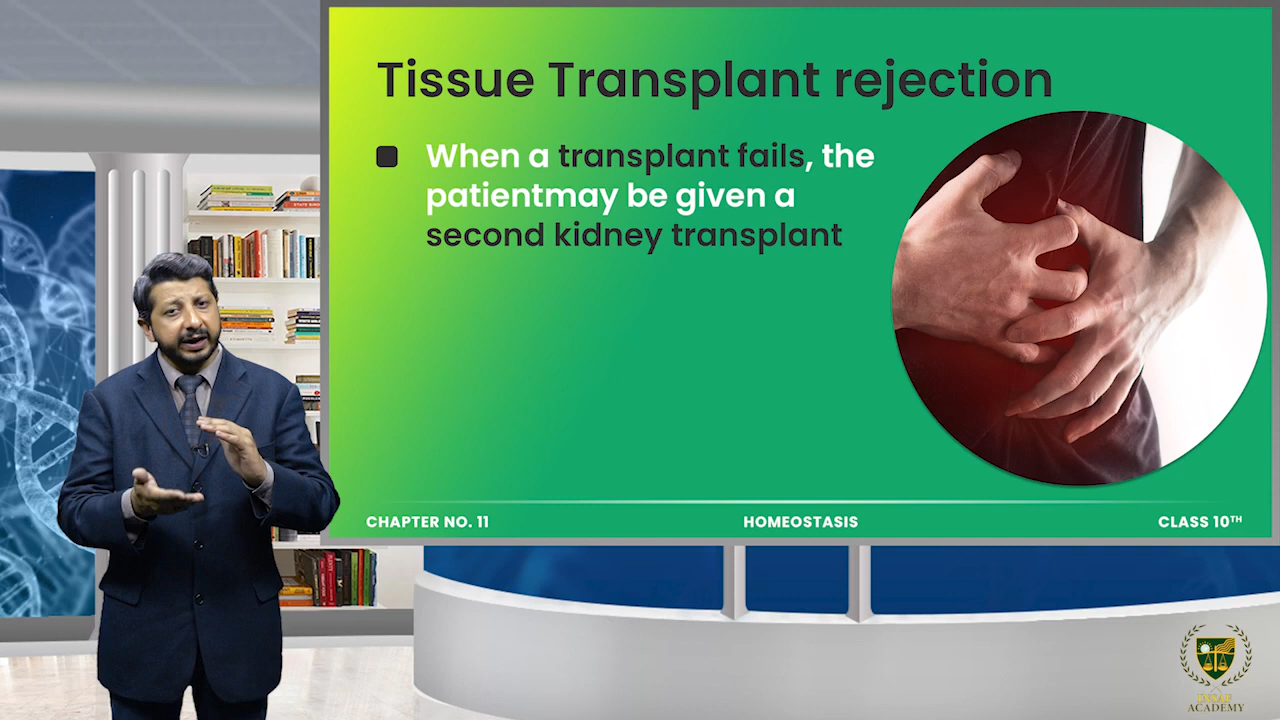 Tissue Transplant rejection
When a transplant fails, the
patientmay be given a
second kidney transplant
CHAPTER NO. 11
HOMEOSTASIS
CLASS 10TH
ACADEMY